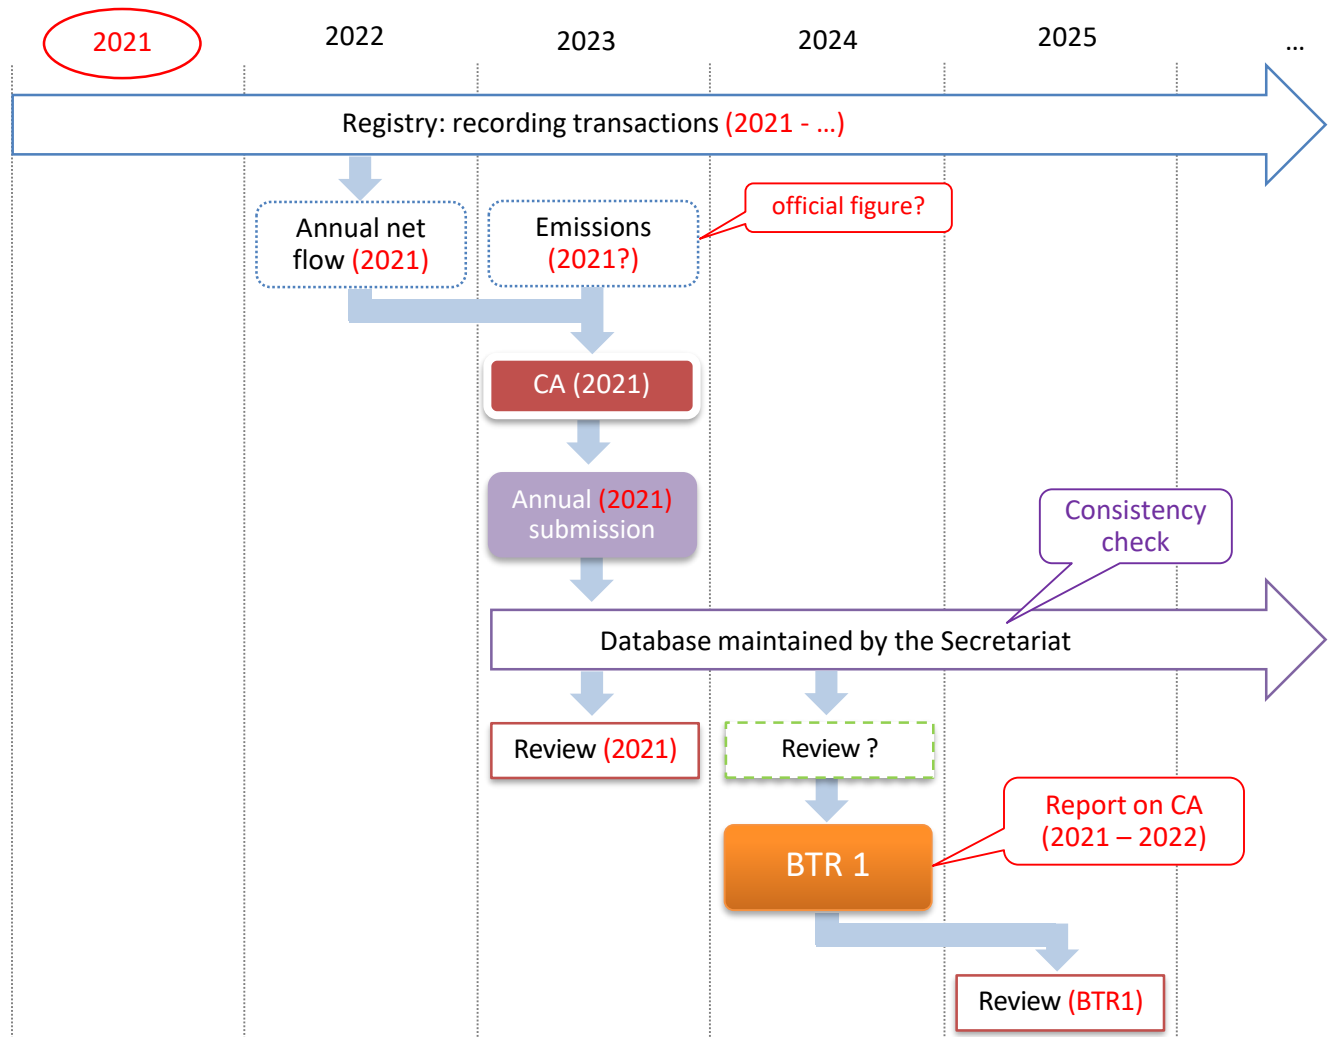 2021 2022 2023 2024 2025 ...
Registry: recording transactions (2021 - ...)
official figure?
Annual net
flow (2021)
Emissions
(2021?)
CA (2021)
Annual (2021)
submission
Consistency
check
Database maintained by the Secretariat
Review (2021)
Review ?
Report on CA
(2021 – 2022)
BTR 1
Review (BTR1)